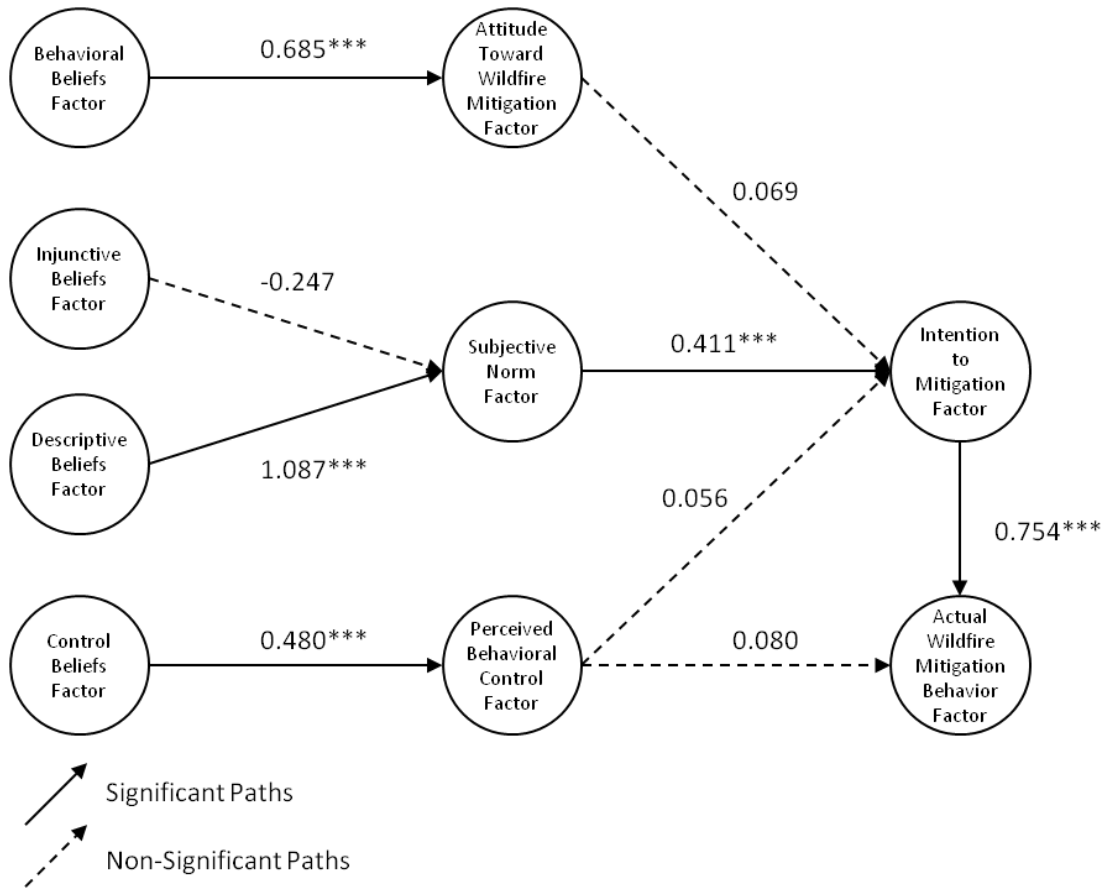 Behavioral
Beliefs
Factor
0.685***
Attitude
Toward
Wildfire
Mitigation
Factor
0.069
Injunctive
Beliefs
Factor
-0.247
Subjective
Norm
Factor
0.411***
Intention
to
Mitigation
Factor
Descriptive
Beliefs
Factor
1.087***
0.056
0.754***
Control
Beliefs
Factor
0.480***
Perceived
Behavioral
Control
Factor
0.080
Actual
Wildfire
Mitigation
Behavior
Factor
Significant Paths
Non-Significant Paths